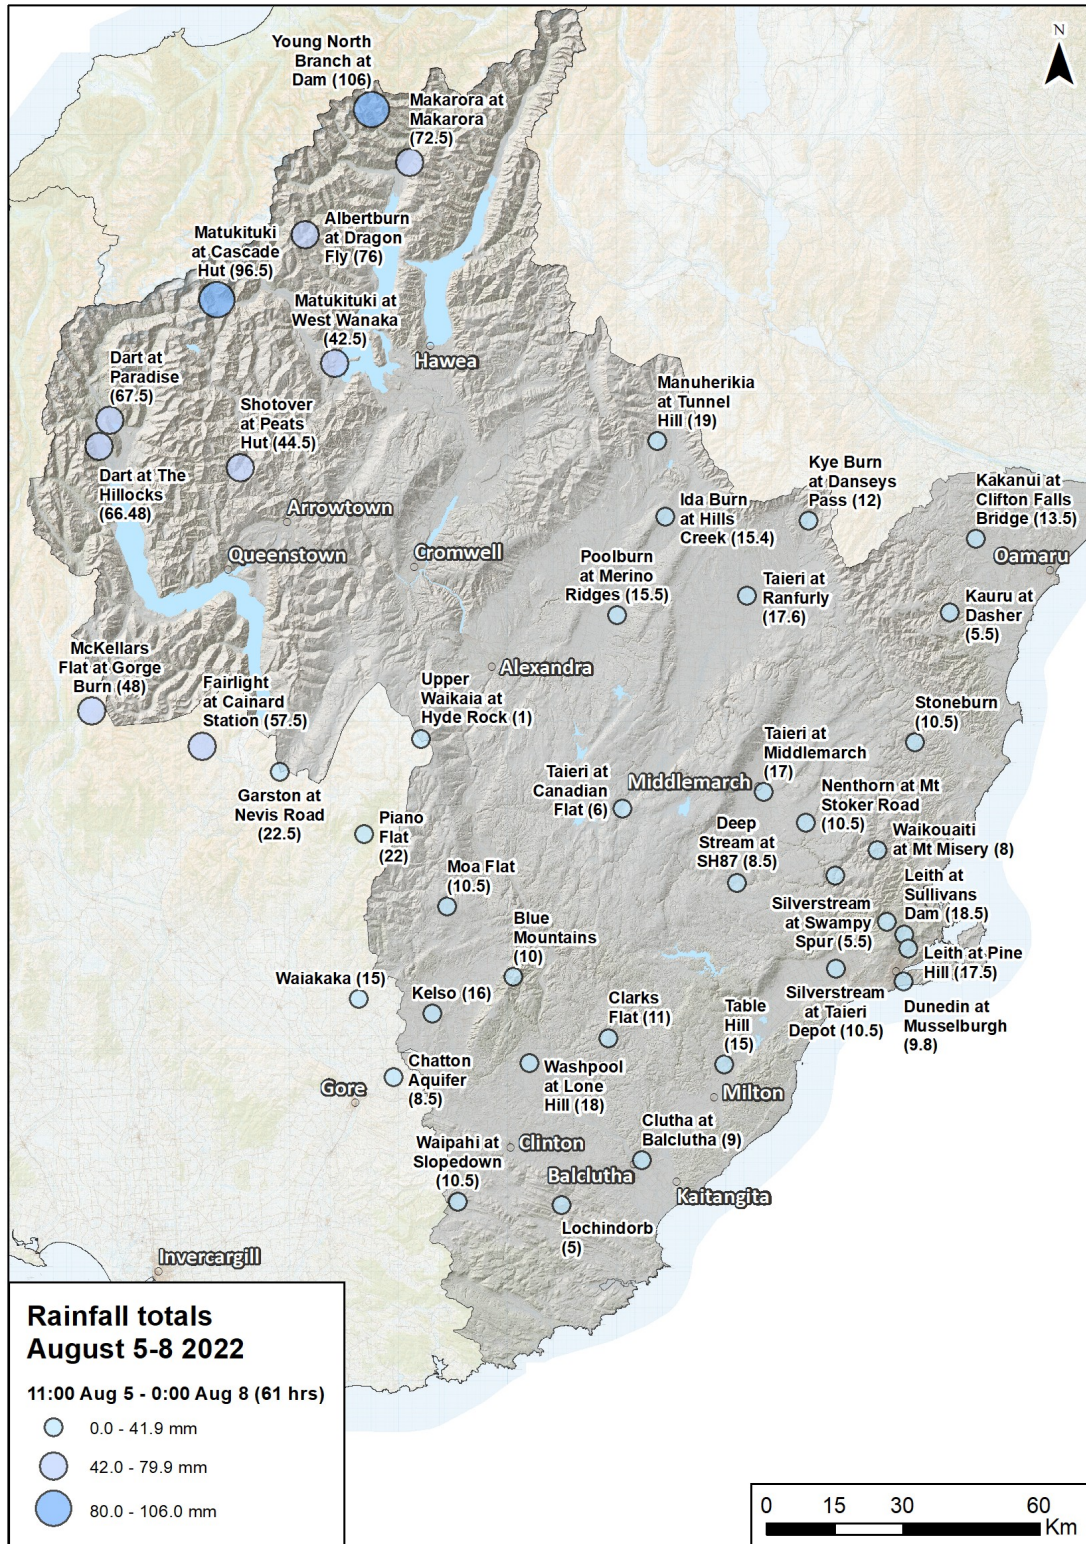 Young North
Branch at
Dam (106)
N
Makarora at
Makarora
(72.5)
Albertburn
at Dragon
Fly (76)
Matukituki
at Cascade
Hut (96.5)
Matukituki at
West Wanaka
(42.5)
Hawea
Dart at
Paradise
(67.5)
Shotover
at Peats
Hut (44.5)
Manuherikia
at Tunnel
Hill (19)
Dart at The
Hillocks
(66.48)
Arrowtown
Kye Burn
at Danseys
Pass (12)
Kakanui at
Clifton Falls
Bridge (13.5)
Ida Burn
at Hills
Creek (15.4)
Queenstown
Cromwell
Oamaru
Poolburn
at Merino
Ridges (15.5)
Taieri at
Ranfurly
(17.6)
Kauru at
Dasher
(5.5)
McKellars
Flat at Gorge
Burn (48)
Fairlight
at Cainard
Station (57.5)
Alexandra
Upper
Waikaia at
Hyde Rock (1)
Stoneburn
(10.5)
Garston at
Nevis Road
(22.5)
Taieri at
Canadian
Flat (6)
Middlemarch
Taieri at
Middlemarch
(17)
Nenthorn at Mt
Stoker Road
(10.5)
Piano
Flat
(22)
Deep
Stream at
SH87 (8.5)
Waikouaiti
at Mt Misery (8)
Moa Flat
(10.5)
Leith at
Sullivans
Dam (18.5)
Silverstream
at Swampy
Spur (5.5)
Blue
Mountains
(10)
Leith at Pine
Hill (17.5)
Waiakaka (15)
Kelso (16)
Clarks
Flat (11)
Table
Hill
(15)
Silverstream
at Taieri
Depot (10.5)
Dunedin at
Musselburgh
(9.8)
Chatton
Aquifer
(8.5)
Washpool
at Lone
Hill (18)
Gore
Milton
Clutha at
Balclutha (9)
Waipahi at
Slopedown
(10.5)
Clinton
Balclutha
Kaitangita
Lochindorb
(5)
Invercargill
Rainfall totals
August 5-8 2022
11:00 Aug 5 - 0:00 Aug 8 (61 hrs)
0.0 - 41.9 mm
42.0 - 79.9 mm
80.0 - 106.0 mm
0 15 30 60
Km